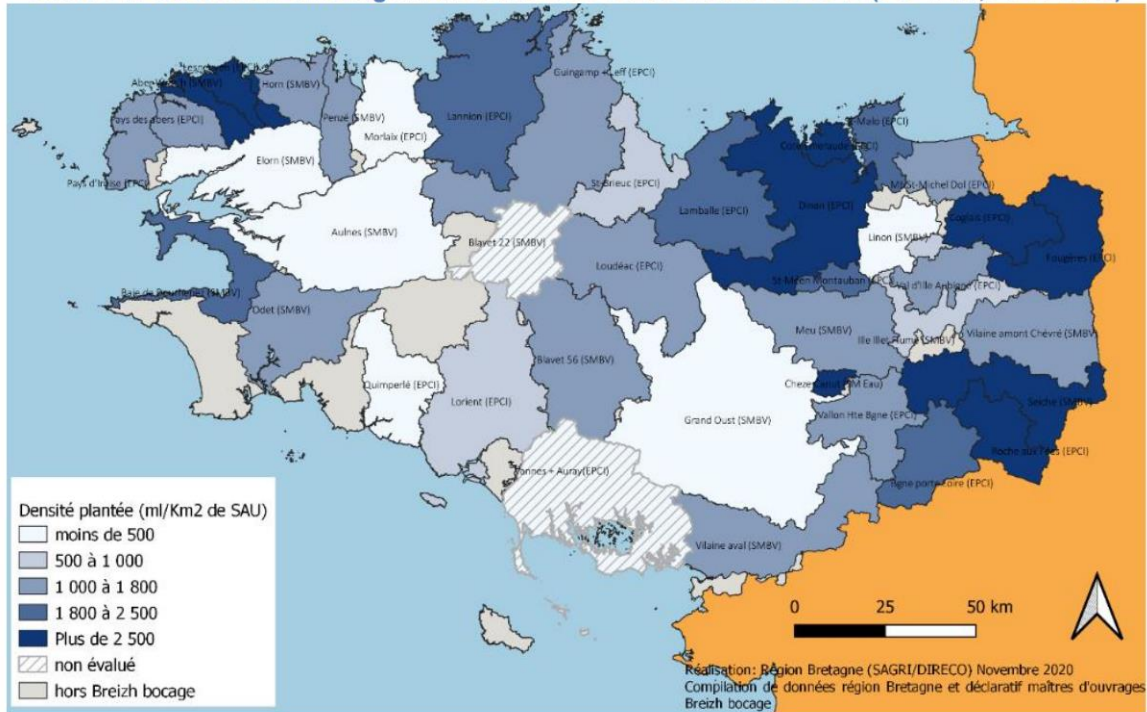 Horn (SMBV)
Guingamp
(EPCI)
Pays des abers (EPCI)
Perzé (SMBV)
Lannion (EPCI)
Morlaix (EPCI)
Elorn (SMBV)
Pays d'Iroise (EPCI)
St-Brieuc (EPCI)
Mt St-Michel Dol (EPCI)
Lamballe (EPCI)
Dinan (EPCI)
Coglais (EPCI)
Aulnes (SMBV)
Blavet 22 (SMBV)
Linon (SMBV)
Loudéac (EPCI)
Fougères (EPCI)
St-Méen Montauban (EPCI)
Val d'Ille Aubigné (EPCI)
Baie de Douarnenez (SMBV)
Odet (SMBV)
Meu (SMBV)
Ille Illet Flume (SMBV)
Vilaine amont Chévré (SMBV)
Blavet 56 (SMBV)
Quimperlé (EPCI)
Lorient (EPCI)
Seiche (SMBV)
Grand Oust (SMBV)
Vallon Hte Bgne (EPCI)
Roche aux Fées (EPCI)
Vannes + Auray(EPCI)
Bgne porte Loire (EPCI)
Vilaine aval (SMBV)
Densité plantée (ml/Km2 de SAU)
moins de 500
500 à 1 000
1 000 à 1 800
1 800 à 2 500
Plus de 2 500
non évalué
hors Breizh bocage
0 25 50 km
Réalisation: Région Bretagne (SAGRI/DIRECO) Novembre 2020
Compilation de données région Bretagne et déclaratif maîtres d'ouvrages
Breizh bocage